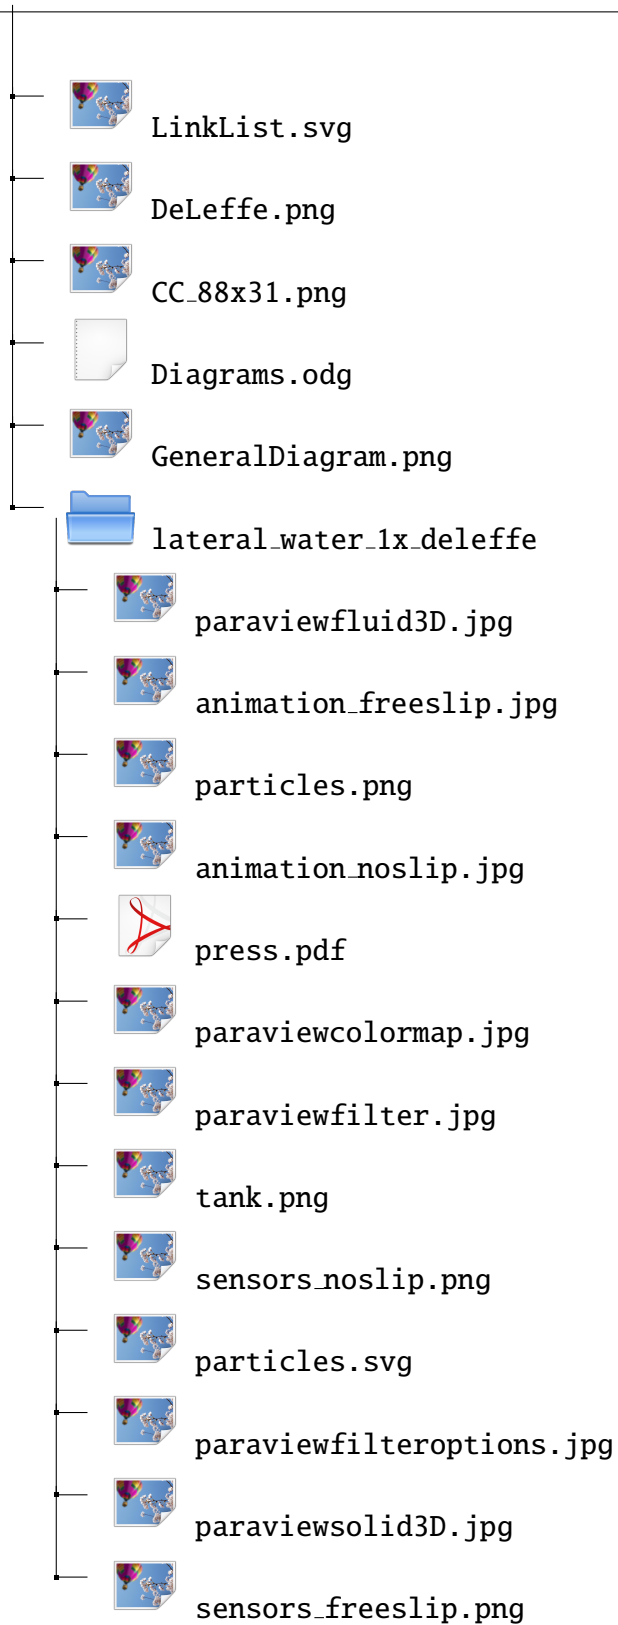 LinkList.svg
DeLeffe.png
CC_88x31.png
Diagrams.odg
GeneralDiagram.png
lateral_water_1x_deleffe
paraviewfluid3D.jpg
animation_freeslip.jpg
particles.png
animation_noslip.jpg
press.pdf
paraviewcolormap.jpg
paraviewfilter.jpg
tank.png
sensors_noslip.png
particles.svg
paraviewfilteroptions.jpg
paraviewsolid3D.jpg
sensors_freeslip.png